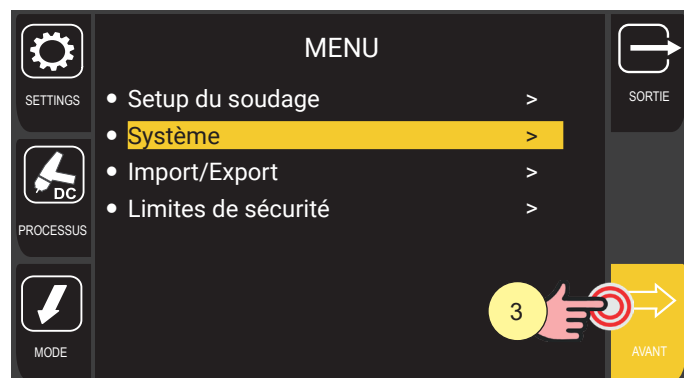 MENU
SETTINGS
SORTIE
• Setup du soudage >
• Système >
• Import/Export >
• Limites de sécurité >
DC
PROCESSUS
3
MODE
AVANT